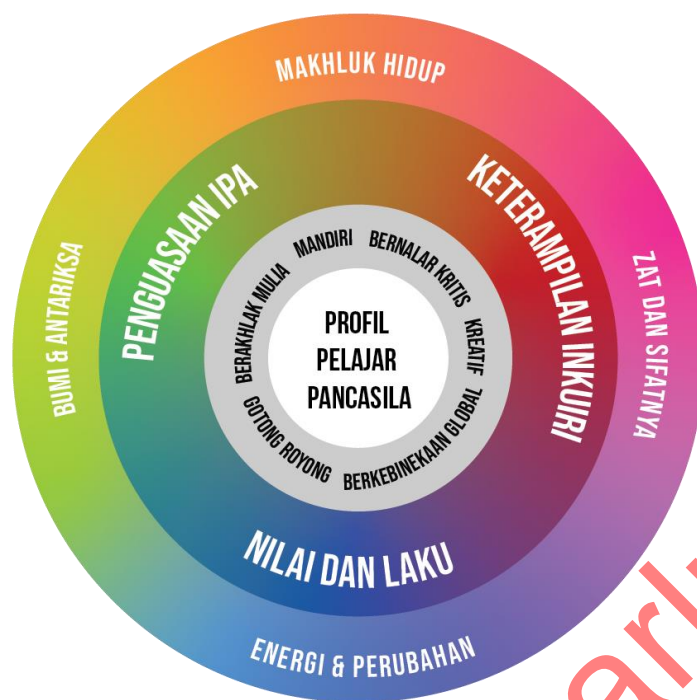 MAKHLUK HIDUP
ZAT DAN SIFATNYA
ENERGI & PERUBAHAN
BUMI & ANTARIKSA
PENGUASAAN IPA
KETERAMPILAN INKUIRI
NILAI DAN LAKU
MANDIRI
BERNALAR KRITIS
KREATIF
BERKEBINEKAAN GLOBAL
GOTONG ROYONG
BERAKHLAK MULIA
PROFIL
PELAJAR
PANCASILA